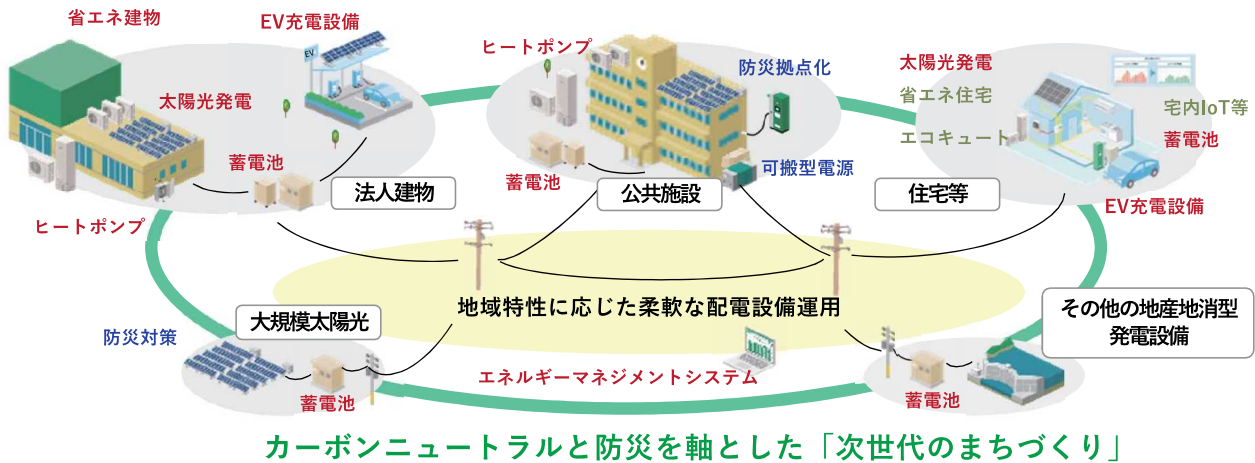 省エネ建物
EV充電設備
EV
太陽光発電
蓄電池
ヒートポンプ
法人建物
ヒートポンプ
防災拠点化
蓄電池
可搬型電源
公共施設
太陽光発電
省エネ住宅
エコキュート
宅内IoT等
蓄電池
EV充電設備
住宅等
地域特性に応じた柔軟な配電設備運用
大規模太陽光
防災対策
蓄電池
エネルギーマネジメントシステム
その他の地産地消型
発電設備
蓄電池
カーボンニュートラルと防災を軸とした「次世代のまちづくり」